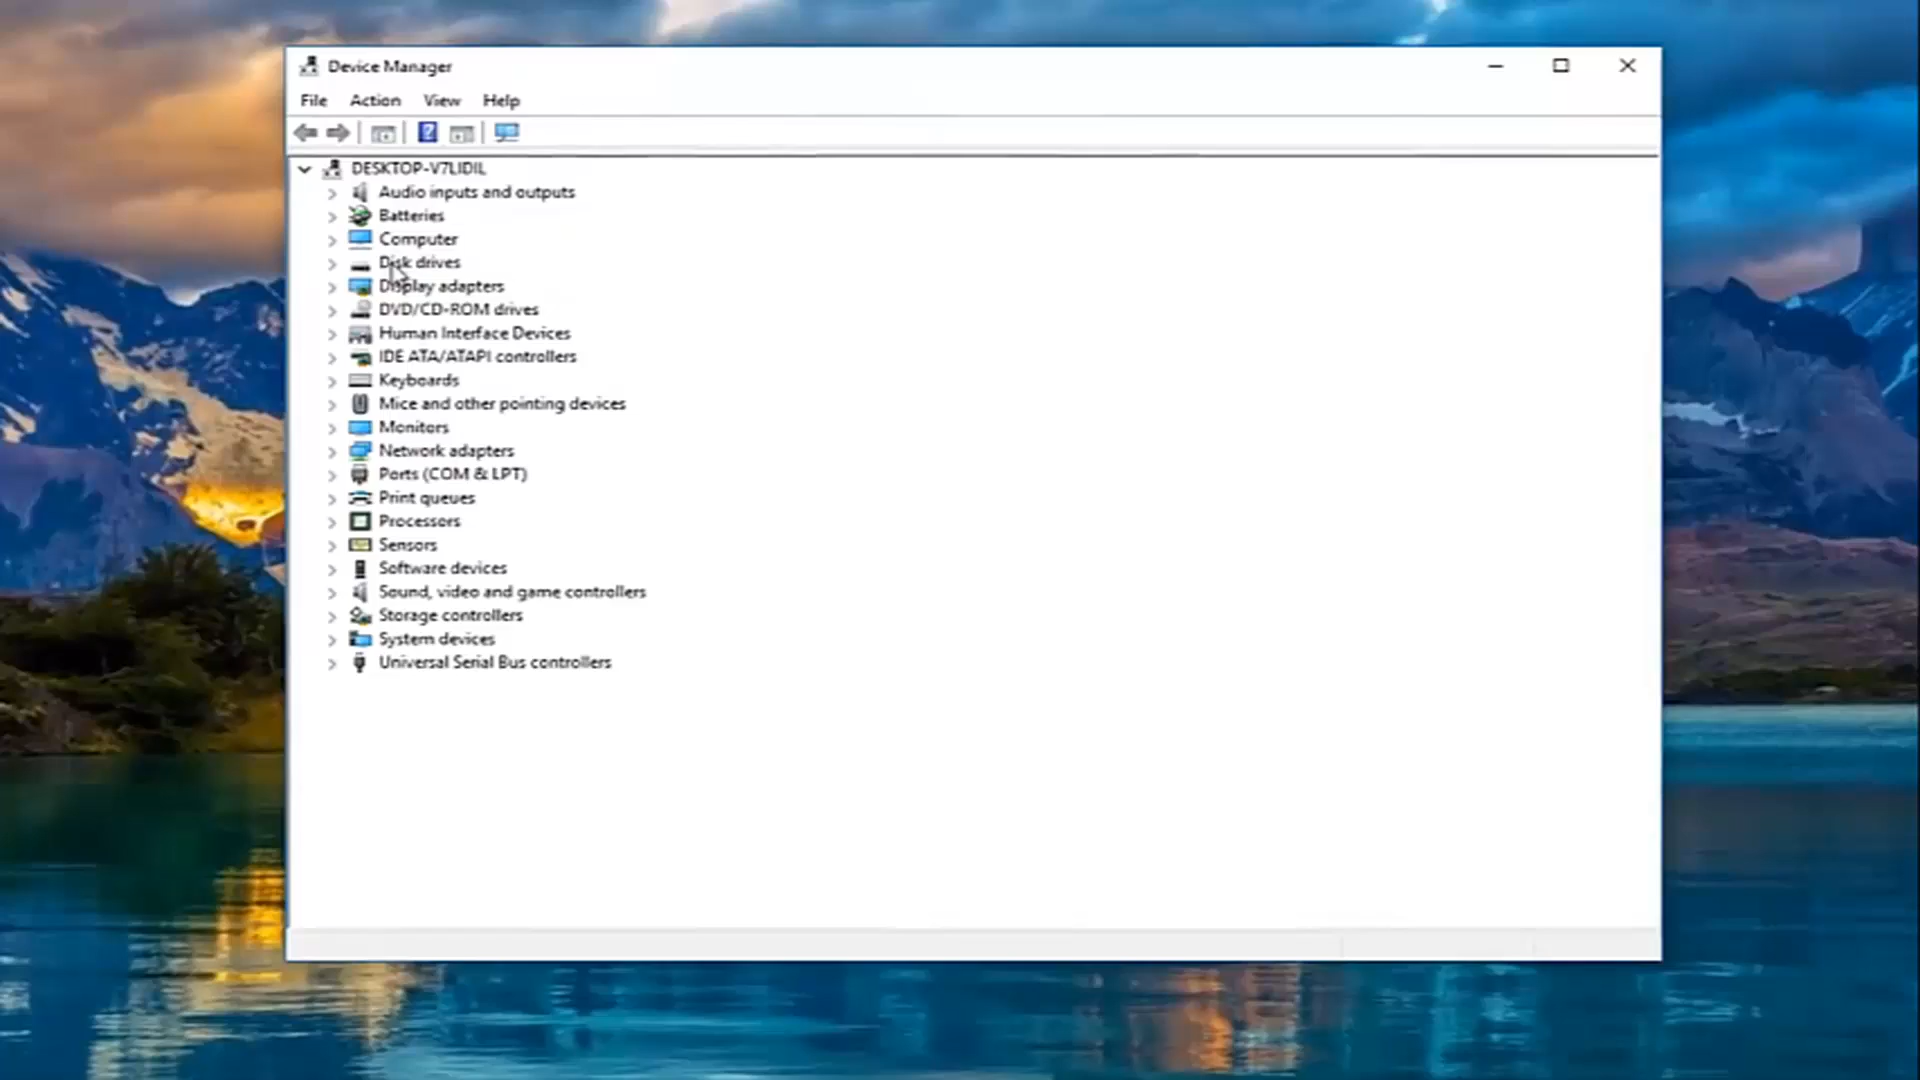 Device Manager
File Action View Help
?
DESKTOP-V7LIDIL
Audio inputs and outputs
Batteries
Computer
Disk drives
Display adapters
DVD/CD-ROM drives
Human Interface Devices
IDE ATA/ATAPI controllers
Keyboards
Mice and other pointing devices
Monitors
Network adapters
Ports (COM & LPT)
Print queues
Processors
Sensors
Software devices
Sound, video and game controllers
Storage controllers
System devices
Universal Serial Bus controllers